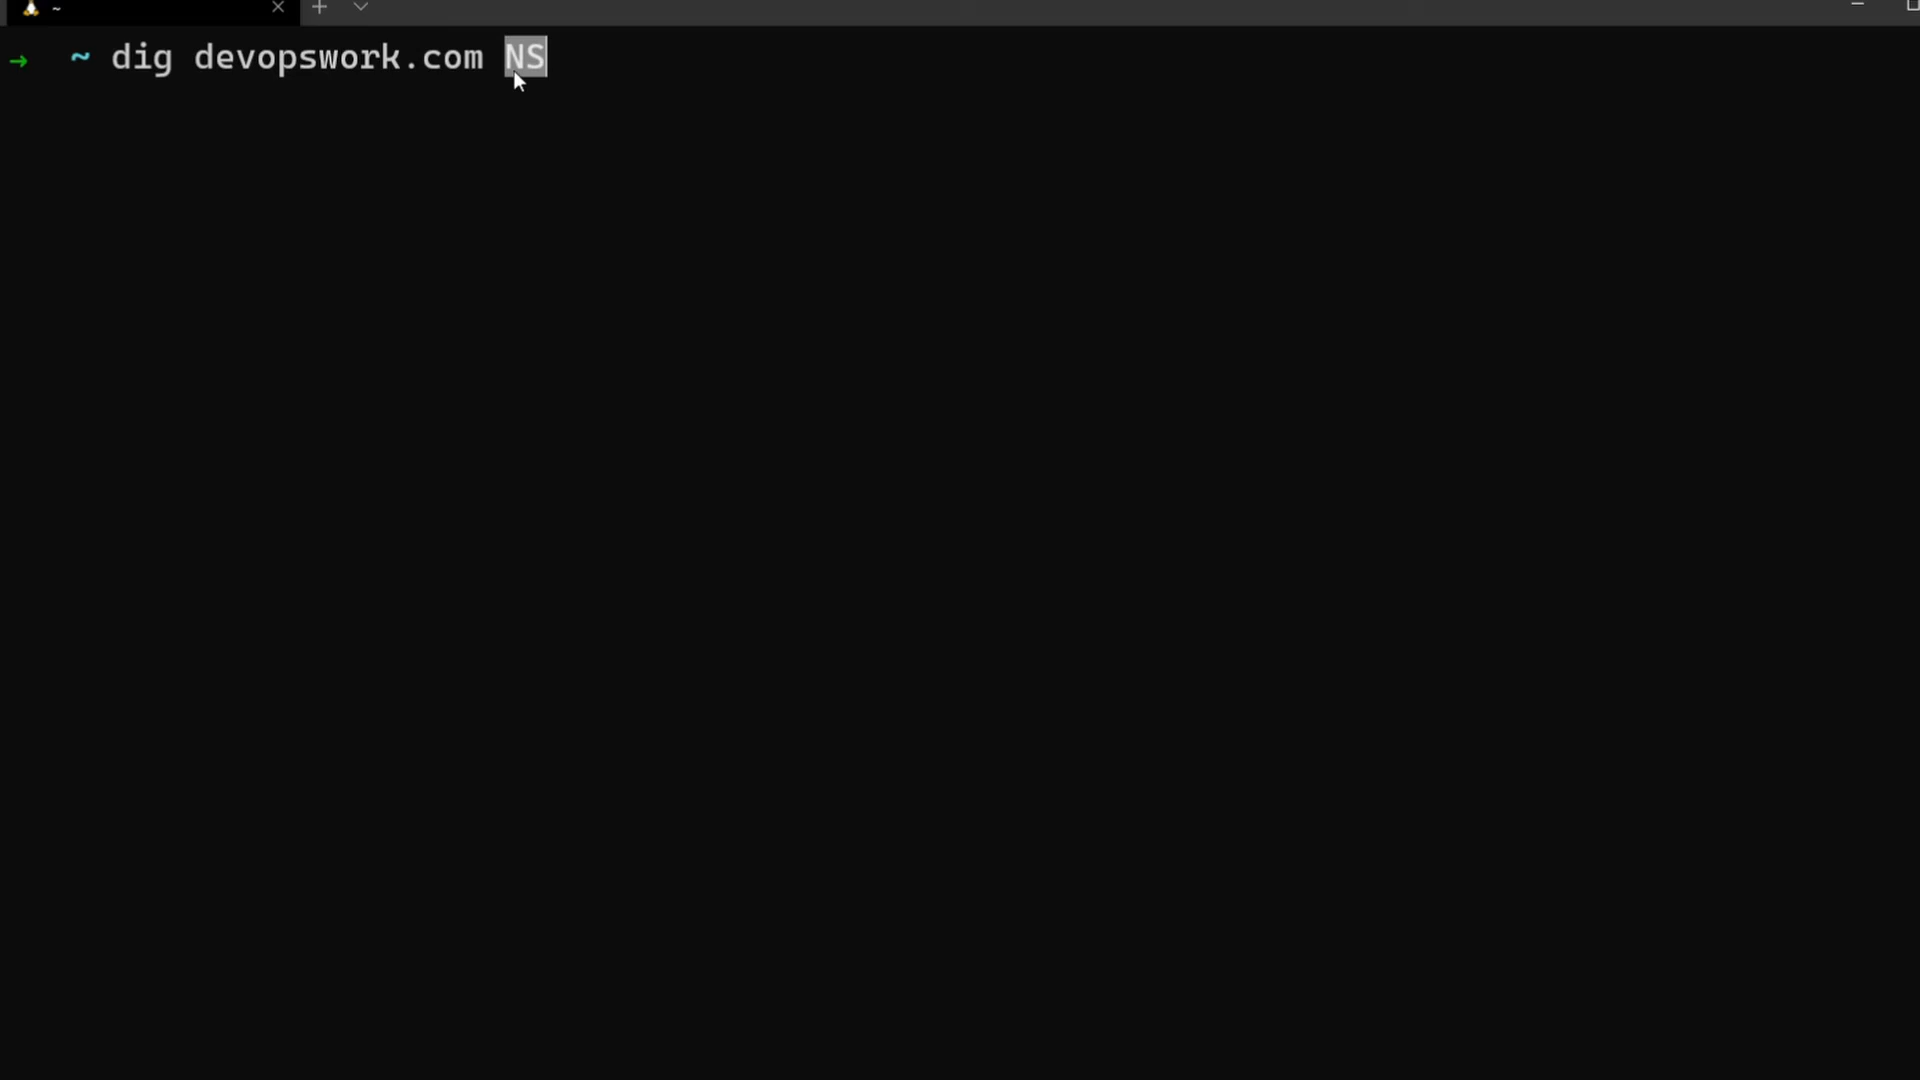 ~
→ ~ dig devopswork.com NS